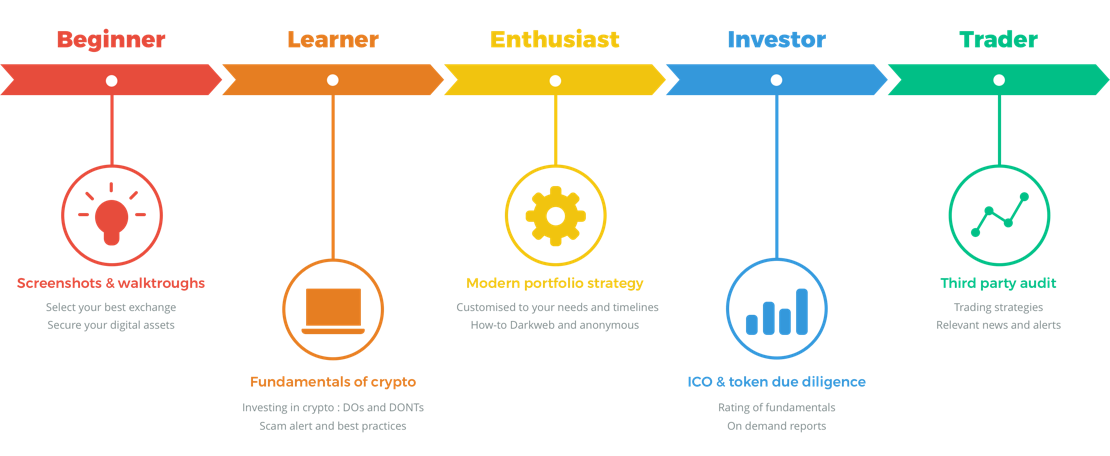 Beginner
Learner
Enthusiast
Investor
Trader
Screenshots & walktroughs
Select your best exchange
Secure your digital assets
Fundamentals of crypto
Investing in crypto : DOs and DONTs
Scam alert and best practices
Modern portfolio strategy
Customised to your needs and timelines
How-to Darkweb and anonymous
ICO & token due diligence
Rating of fundamentals
On demand reports
Third party audit
Trading strategies
Relevant news and alerts